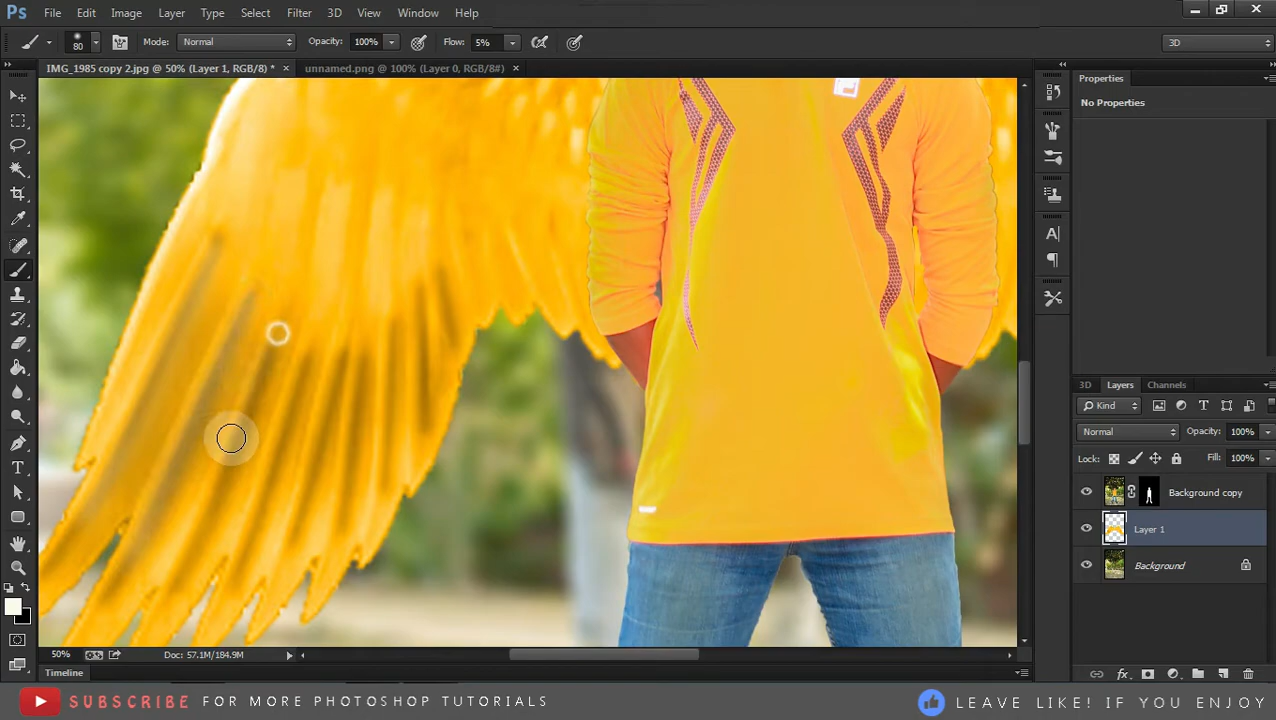 Ps File Edit Image Layer Type Select Filter 3D View Window Help
80 Mode: Normal Opacity: 100% Flow: 5% 3D
IMG_1985 copy 2.jpg @ 50% (Layer 1, RGB/8) * × unnamed.png @ 100% (Layer 0, RGB/8#) ×
Properties
No Properties
3D Layers Channels
Kind
Normal Opacity: 100%
Lock: Fill: 100%
Background copy
Layer 1
Background
50% Doc: 57.1M/184.9M
Timeline
SUBSCRIBE FOR MORE PHOTOSHOP TUTORIALS
LEAVE LIKE! IF YOU ENJOY